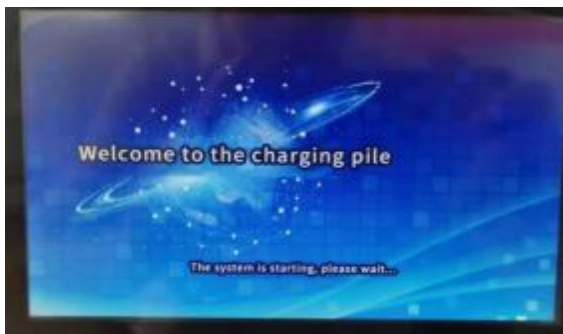 Welcome to the charging pile
The system is starting, please wait...